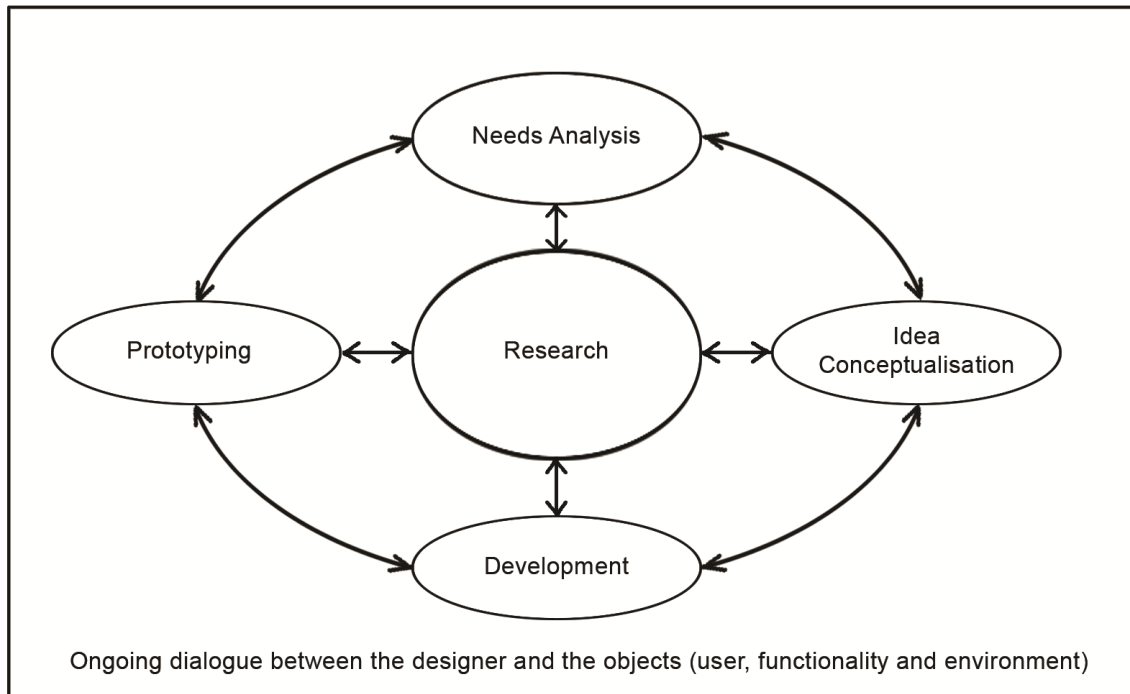 Needs Analysis
Prototyping
Research
Idea
Conceptualisation
Development
Ongoing dialogue between the designer and the objects (user, functionality and environment)